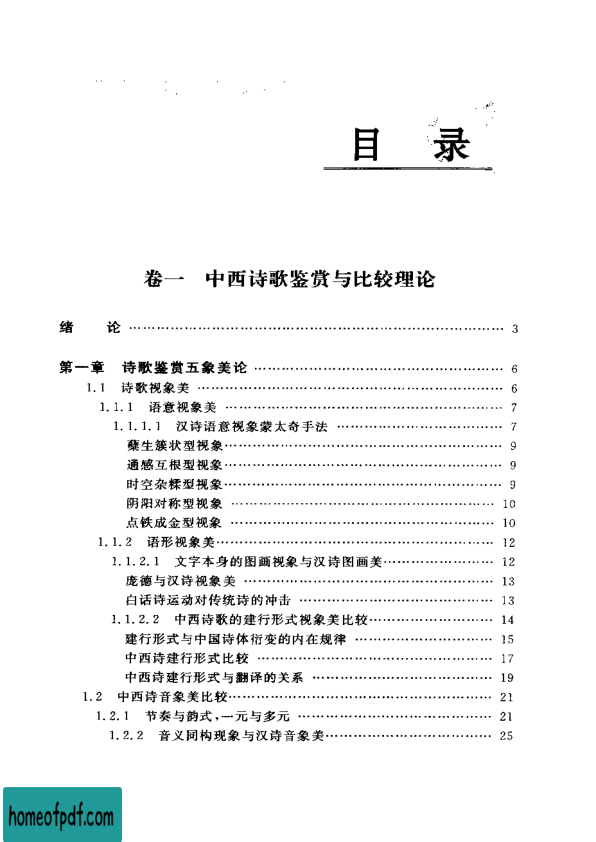 目 录
卷一 中西诗歌鉴赏与比较理论
绪 论 …… 3
第一章 诗歌鉴赏五象美论 …… 6
1.1 诗歌视象美 …… 6
1.1.1 语意视象美 …… 7
1.1.1.1 汉诗语意视象蒙太奇手法 …… 7
蘖生簇状型视象 …… 9
通感互根型视象 …… 9
时空杂糅型视象 …… 9
阴阳对称型视象 …… 10
点铁成金型视象 …… 10
1.1.2 语形视象美 …… 12
1.1.2.1 文字本身的图画视象与汉诗图画美 …… 12
庞德与汉诗视象美 …… 13
白话诗运动对传统诗的冲击 …… 13
1.1.2.2 中西诗歌的建行形式视象美比较 …… 14
建行形式与中国诗体衍变的内在规律 …… 15
中西诗建行形式比较 …… 17
中西诗建行形式与翻译的关系 …… 19
1.2 中西诗音象美比较 …… 21
1.2.1 节奏与韵式,一元与多元 …… 21
1.2.2 音义同构现象与汉诗音象美 …… 25
homeofpdf.com